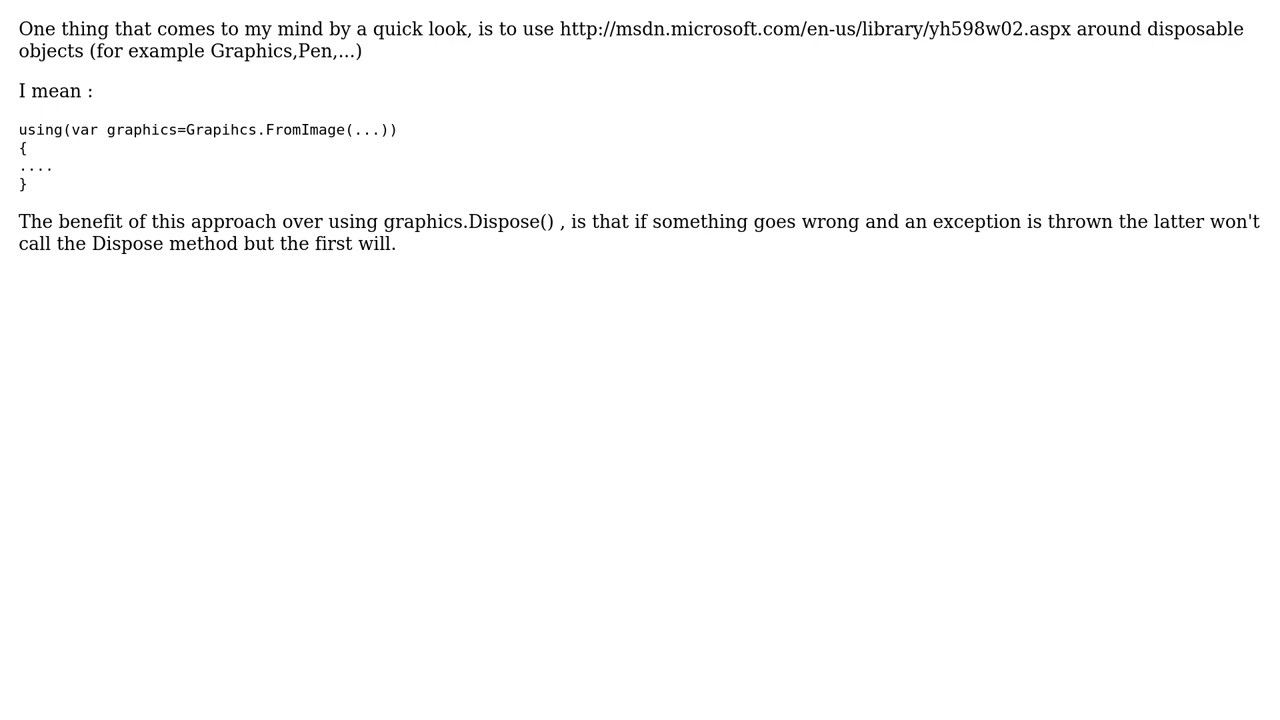 One thing that comes to my mind by a quick look, is to use http://msdn.microsoft.com/en-us/library/yh598w02.aspx around disposable
objects (for example Graphics,Pen,...)
I mean :
using(var graphics=Grapihcs.FromImage(...))
{
....
}
The benefit of this approach over using graphics.Dispose() , is that if something goes wrong and an exception is thrown the latter won't
call the Dispose method but the first will.